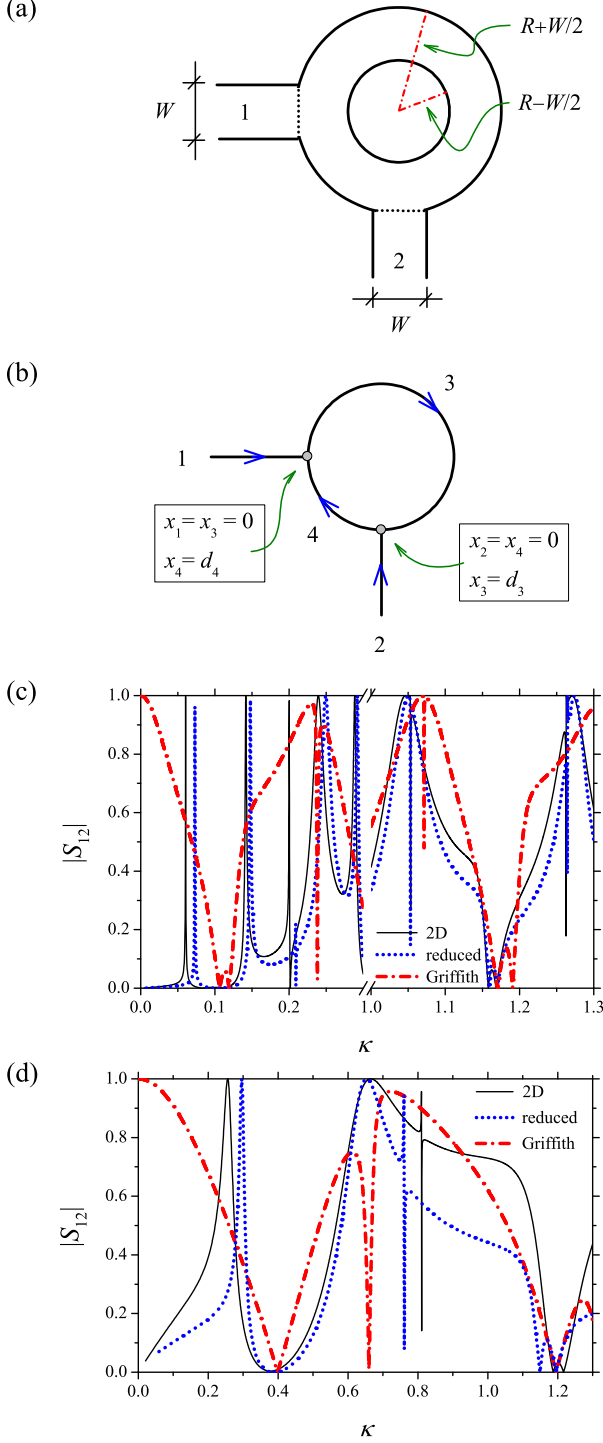 (a)
R+W/2
W
1
R−W/2
2
W
(b)
3
1
x1= x3 = 0
x4= d4
4
x2= x4 = 0
x3= d3
2
(c)
1.0
0.8
0.6
0.4
0.2
0.0
|S12|
2D
reduced
Griffith
0.0 0.1 0.2 1.0 1.1 1.2 1.3
κ
(d)
1.0
0.8
0.6
0.4
0.2
0.0
|S12|
2D
reduced
Griffith
0.0 0.2 0.4 0.6 0.8 1.0 1.2
κ